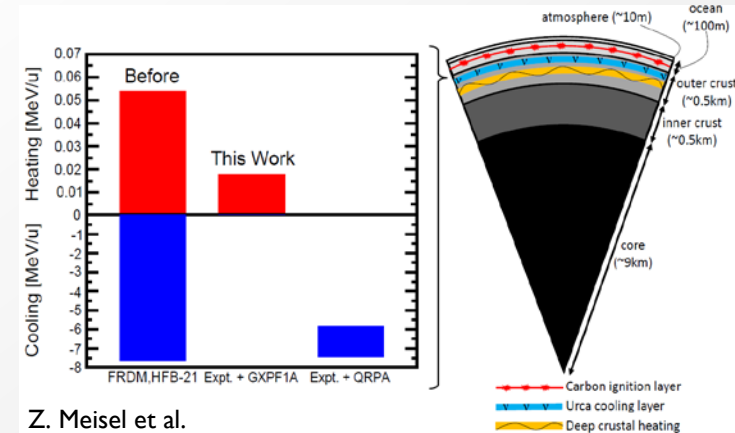 Heating [MeV/u]
Cooling [MeV/u]
0.07
0.06
0.05
0.04
0.03
0.02
0.01
0
-1
-2
-3
-4
-5
-6
-7
-8
Before
This Work
FRDM,HFB-21 Expt. + GXPF1A Expt. + QRPA
atmosphere (~10m)
ocean
(~100m)
outer crust
(~0.5km)
inner crust
(~0.5km)
core
(~9km)
Carbon ignition layer
Urca cooling layer
Deep crustal heating
Z. Meisel et al.